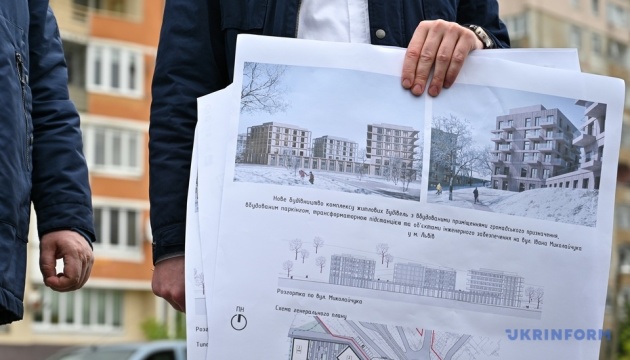 Нове будівництво комплексу житлових будівель з вбудованими приміщеннями громадського призначення,
вбудованим паркінгом, трансформаторною підстанцією та об'єктами інженерного забезпечення на вул. Івана Миколайчука
у м. Львів
Розгортка по вул. Миколайчука
ПН
Схема генерального плану
UKRINFORM